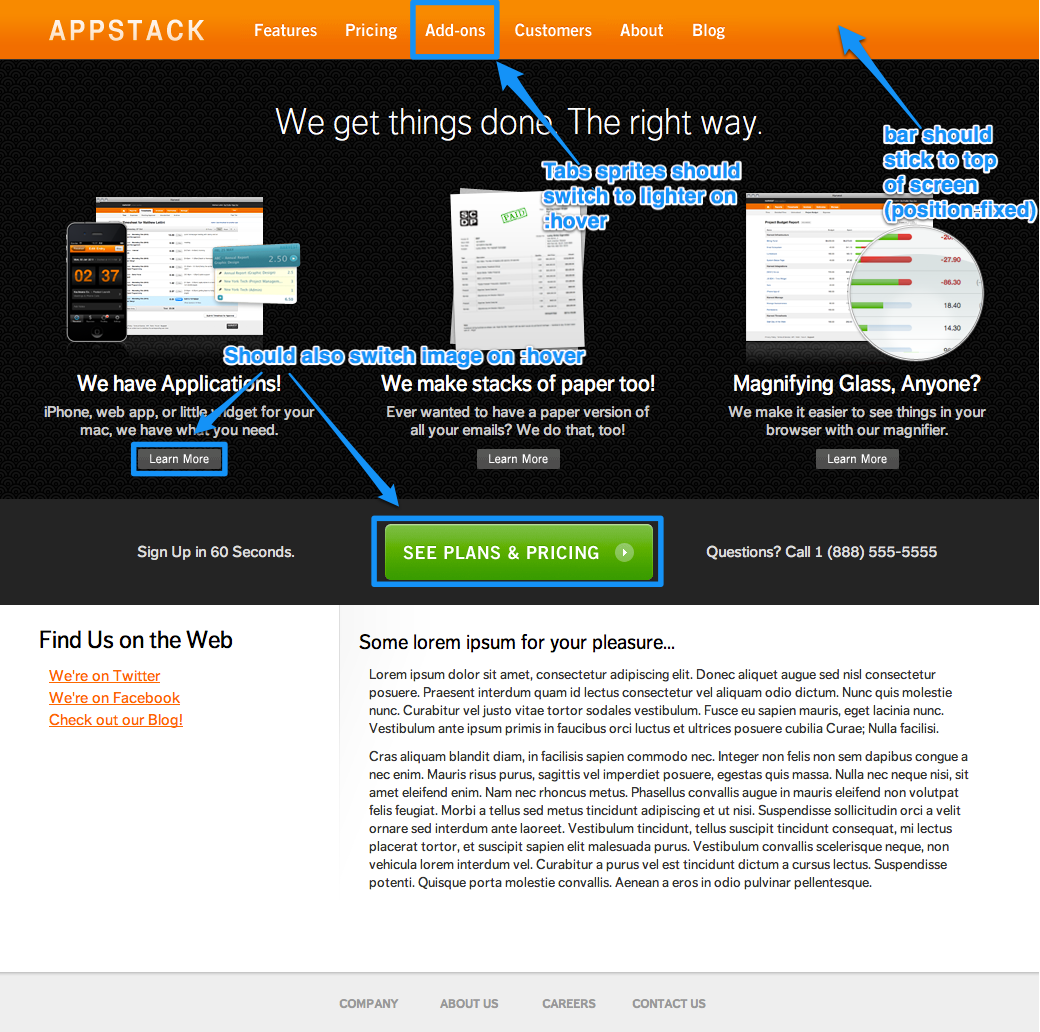 APPSTACK Features Pricing Add-ons Customers About Blog
We get things done. The right way.
bar should
stick to top
of screen
(position:fixed)
Tabs sprites should
switch to lighter on
:hover
02 37
2.50
PAID
Project Budget Report
-27.90
-86.30
18.40
14.30
Should also switch image on :hover
We have Applications!
iPhone, web app, or little widget for your
mac, we have what you need.
Learn More
We make stacks of paper too!
Ever wanted to have a paper version of
all your emails? We do that, too!
Learn More
Magnifying Glass, Anyone?
We make it easier to see things in your
browser with our magnifier.
Learn More
Sign Up in 60 Seconds.
SEE PLANS & PRICING
Questions? Call 1 (888) 555-5555
Find Us on the Web
We're on Twitter
We're on Facebook
Check out our Blog!
Some lorem ipsum for your pleasure...
Lorem ipsum dolor sit amet, consectetur adipiscing elit. Donec aliquet augue sed nisl consectetur
posuere. Praesent interdum quam id lectus consectetur vel aliquam odio dictum. Nunc quis molestie
nunc. Curabitur vel justo vitae tortor sodales vestibulum. Fusce eu sapien mauris, eget lacinia nunc.
Vestibulum ante ipsum primis in faucibus orci luctus et ultrices posuere cubilia Curae; Nulla facilisi.
Cras aliquam blandit diam, in facilisis sapien commodo nec. Integer non felis non sem dapibus congue a
nec enim. Mauris risus purus, sagittis vel imperdiet posuere, egestas quis massa. Nulla nec neque nisi, sit
amet eleifend enim. Nam nec rhoncus metus. Phasellus convallis augue in mauris eleifend non volutpat
felis feugiat. Morbi a tellus sed metus tincidunt adipiscing et ut nisi. Suspendisse sollicitudin orci a velit
ornare sed interdum ante laoreet. Vestibulum tincidunt, tellus suscipit tincidunt consequat, mi lectus
placerat tortor, et suscipit sapien elit malesuada purus. Vestibulum convallis scelerisque neque, non
vehicula lorem interdum vel. Curabitur a purus vel est tincidunt dictum a cursus lectus. Suspendisse
potenti. Quisque porta molestie convallis. Aenean a eros in odio pulvinar pellentesque.
COMPANY ABOUT US CAREERS CONTACT US